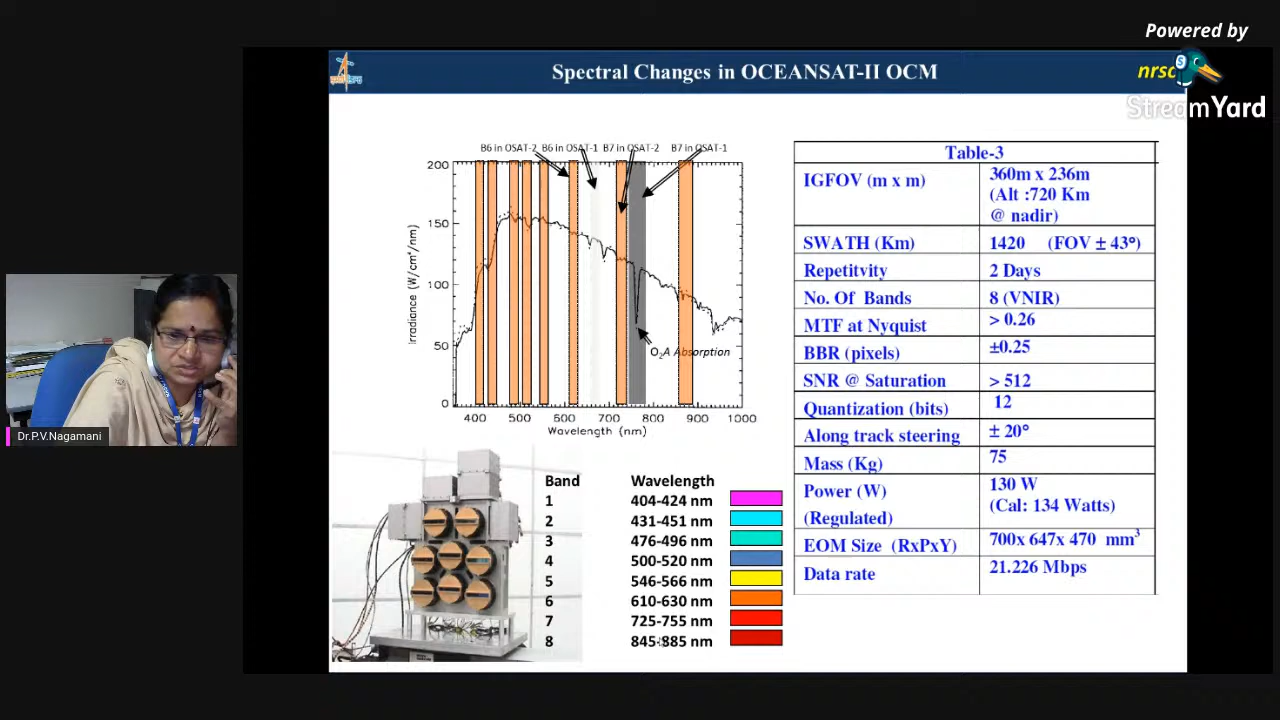 Powered by
StreamYard
nrsc
Spectral Changes in OCEANSAT-II OCM
B6 in OSAT-2 B6 in OSAT-1 B7 in OSAT-2 B7 in OSAT-1
200
150
100
50
0
Irradiance (W/cm²/nm)
O₂A Absorption
400 500 600 700 800 900 1000
Wavelength (nm)
Band Wavelength
1 404-424 nm
2 431-451 nm
3 476-496 nm
4 500-520 nm
5 546-566 nm
6 610-630 nm
7 725-755 nm
8 845-885 nm
Table-3
IGFOV (m x m) 360m x 236m
(Alt :720 Km
@ nadir)
SWATH (Km) 1420 (FOV ± 43°)
Repetitvity 2 Days
No. Of Bands 8 (VNIR)
MTF at Nyquist > 0.26
BBR (pixels) ±0.25
SNR @ Saturation > 512
Quantization (bits) 12
Along track steering ± 20°
Mass (Kg) 75
Power (W) 130 W
(Regulated) (Cal: 134 Watts)
EOM Size (RxPxY) 700x 647x 470 mm³
Data rate 21.226 Mbps
Dr.P.V.Nagamani